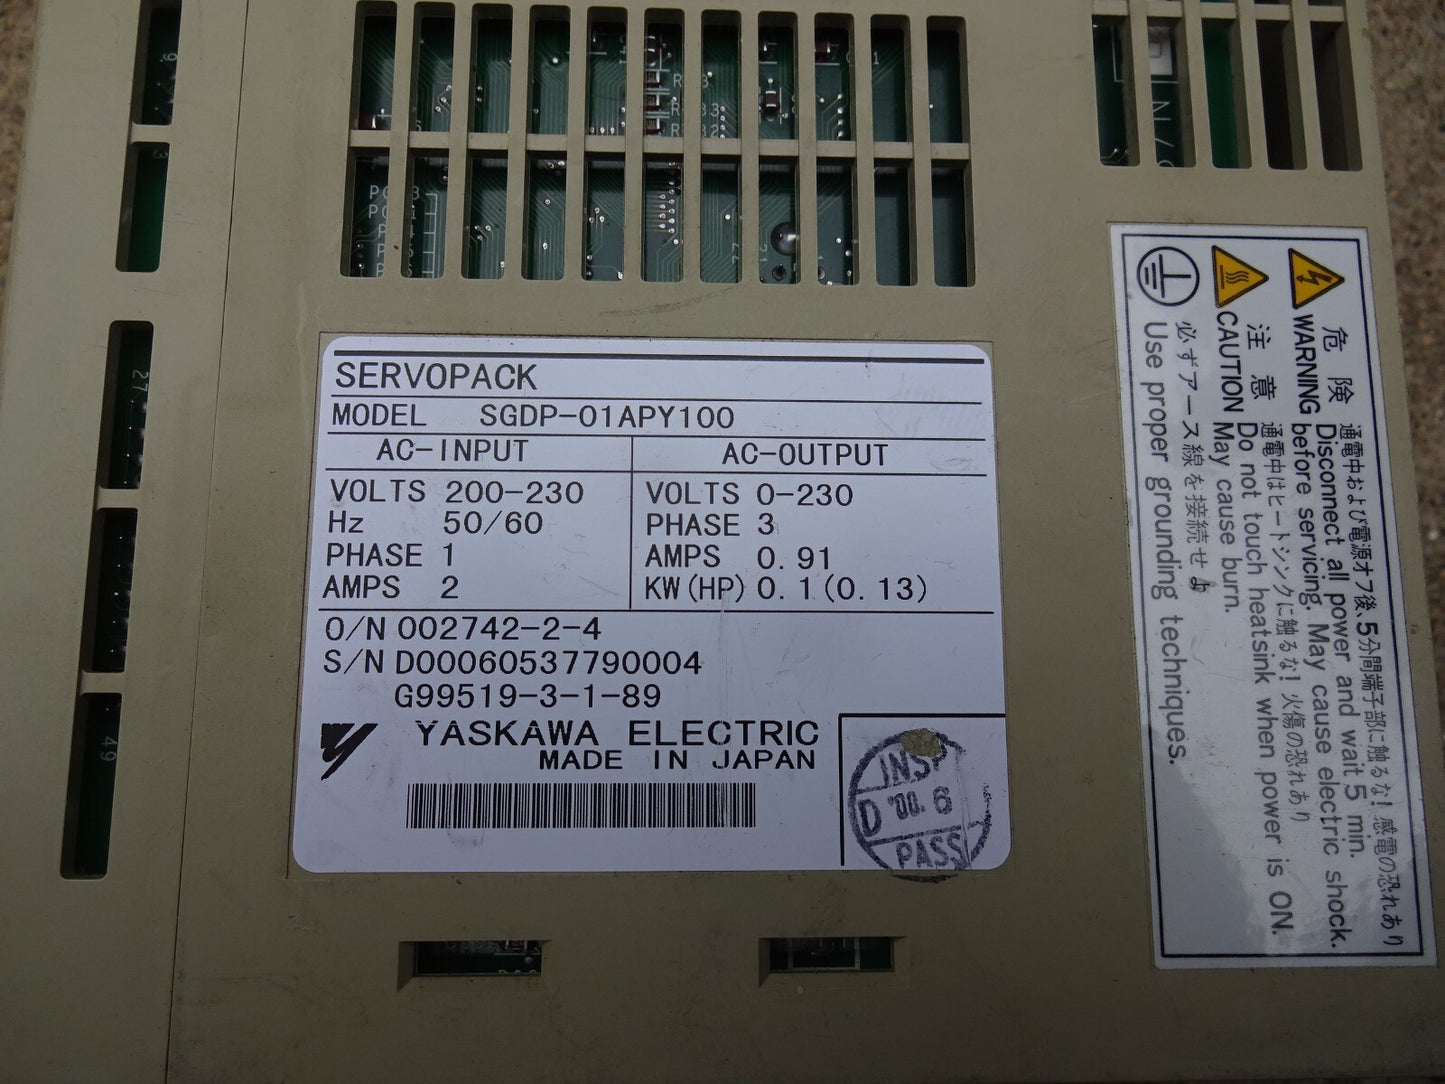 SERVOPACK
MODEL SGDP-01APY100
AC-INPUT AC-OUTPUT
VOLTS 200-230 VOLTS 0-230
Hz 50/60 PHASE 3
PHASE 1 AMPS 0.91
AMPS 2 KW(HP) 0.1(0.13)
O/N 002742-2-4
S/N D00060537790004
G99519-3-1-89
YASKAWA ELECTRIC
MADE IN JAPAN
INSP
D '00.6
PASS
危険 通電中および電源オフ後、5分間端子部に触るな!感電の恐れあり
WARNING Disconnect all power and wait 5 min.
before servicing. May cause electric shock.
注意 通電中はヒートシンクに触るな!火傷の恐れあり
CAUTION Do not touch heatsink when power is ON.
May cause burn.
必ずアース線を接続せよ
Use proper grounding techniques.
27
49